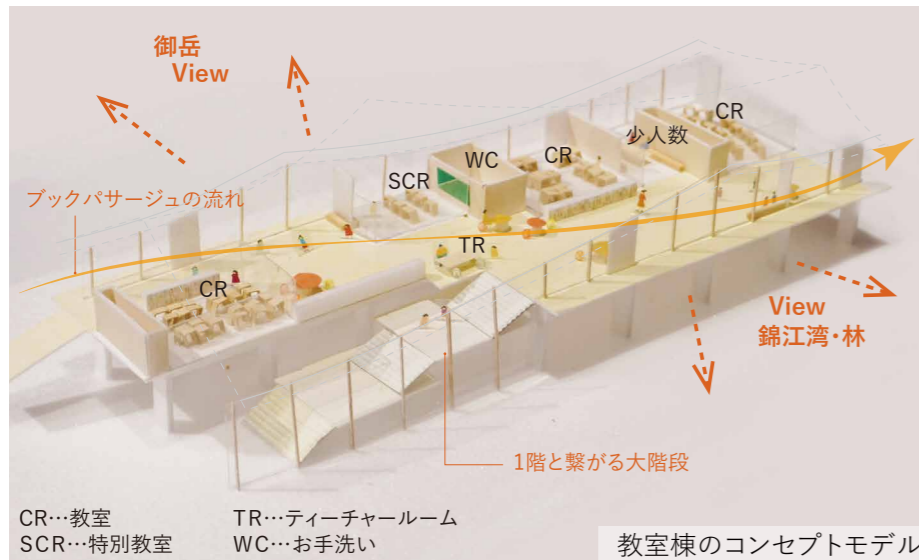 御岳
View
CR
少人数
WC
CR
SCR
ブックパサージュの流れ
TR
CR
View
錦江湾・林
1階と繋がる大階段
CR…教室
TR…ティーチャールーム
SCR…特別教室
WC…お手洗い
教室棟のコンセプトモデル